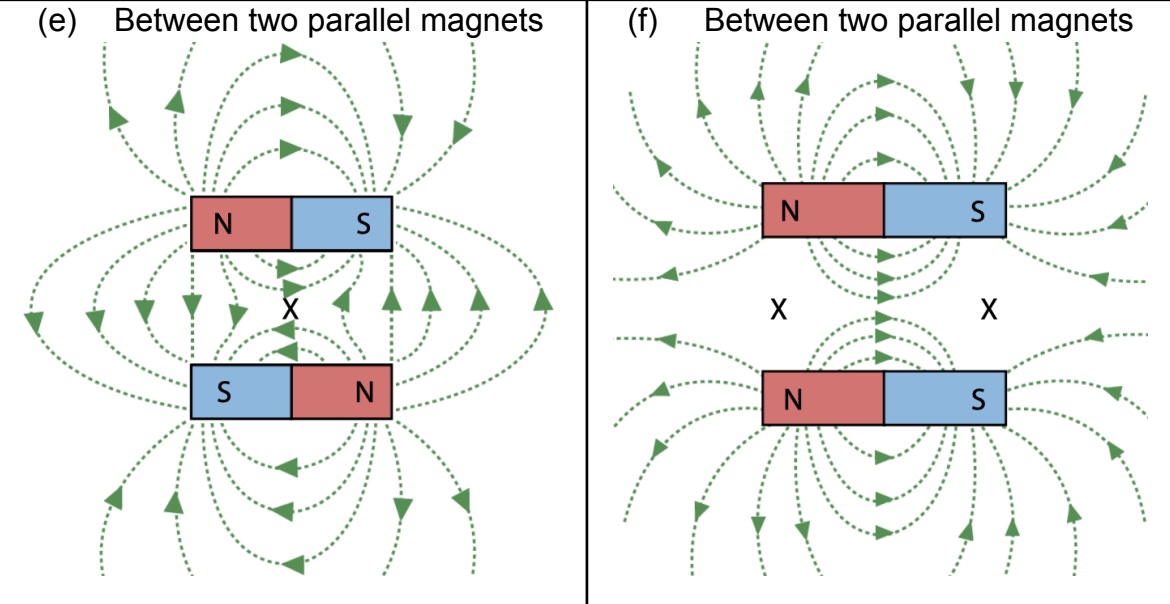 (e) Between two parallel magnets
N S
X
S N
(f) Between two parallel magnets
N S
X X
N S